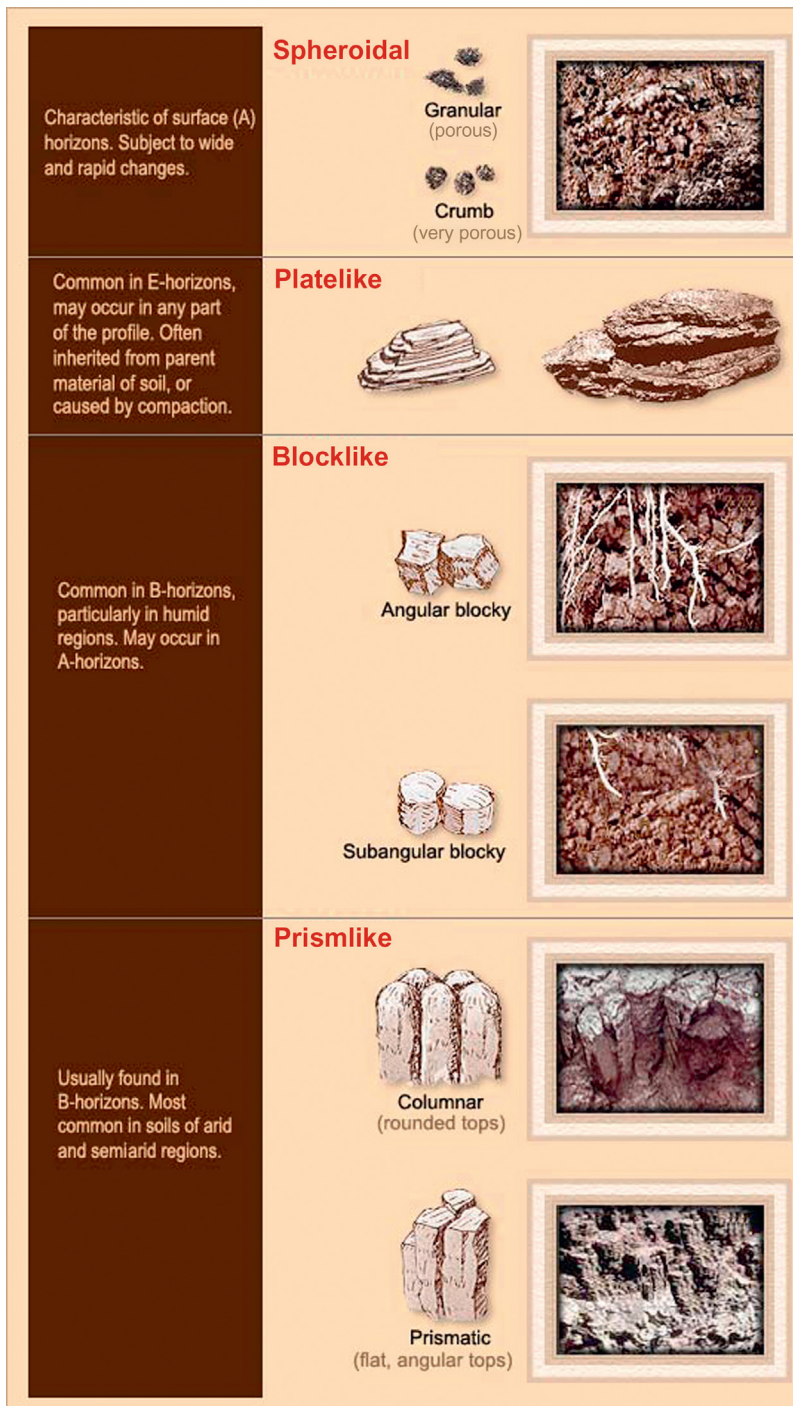 Spheroidal
Characteristic of surface (A)
horizons. Subject to wide
and rapid changes.
Granular
(porous)
Crumb
(very porous)
Platelike
Common in E-horizons,
may occur in any part
of the profile. Often
inherited from parent
material of soil, or
caused by compaction.
Blocklike
Common in B-horizons,
particularly in humid
regions. May occur in
A-horizons.
Angular blocky
Subangular blocky
Prismlike
Usually found in
B-horizons. Most
common in soils of arid
and semiarid regions.
Columnar
(rounded tops)
Prismatic
(flat, angular tops)